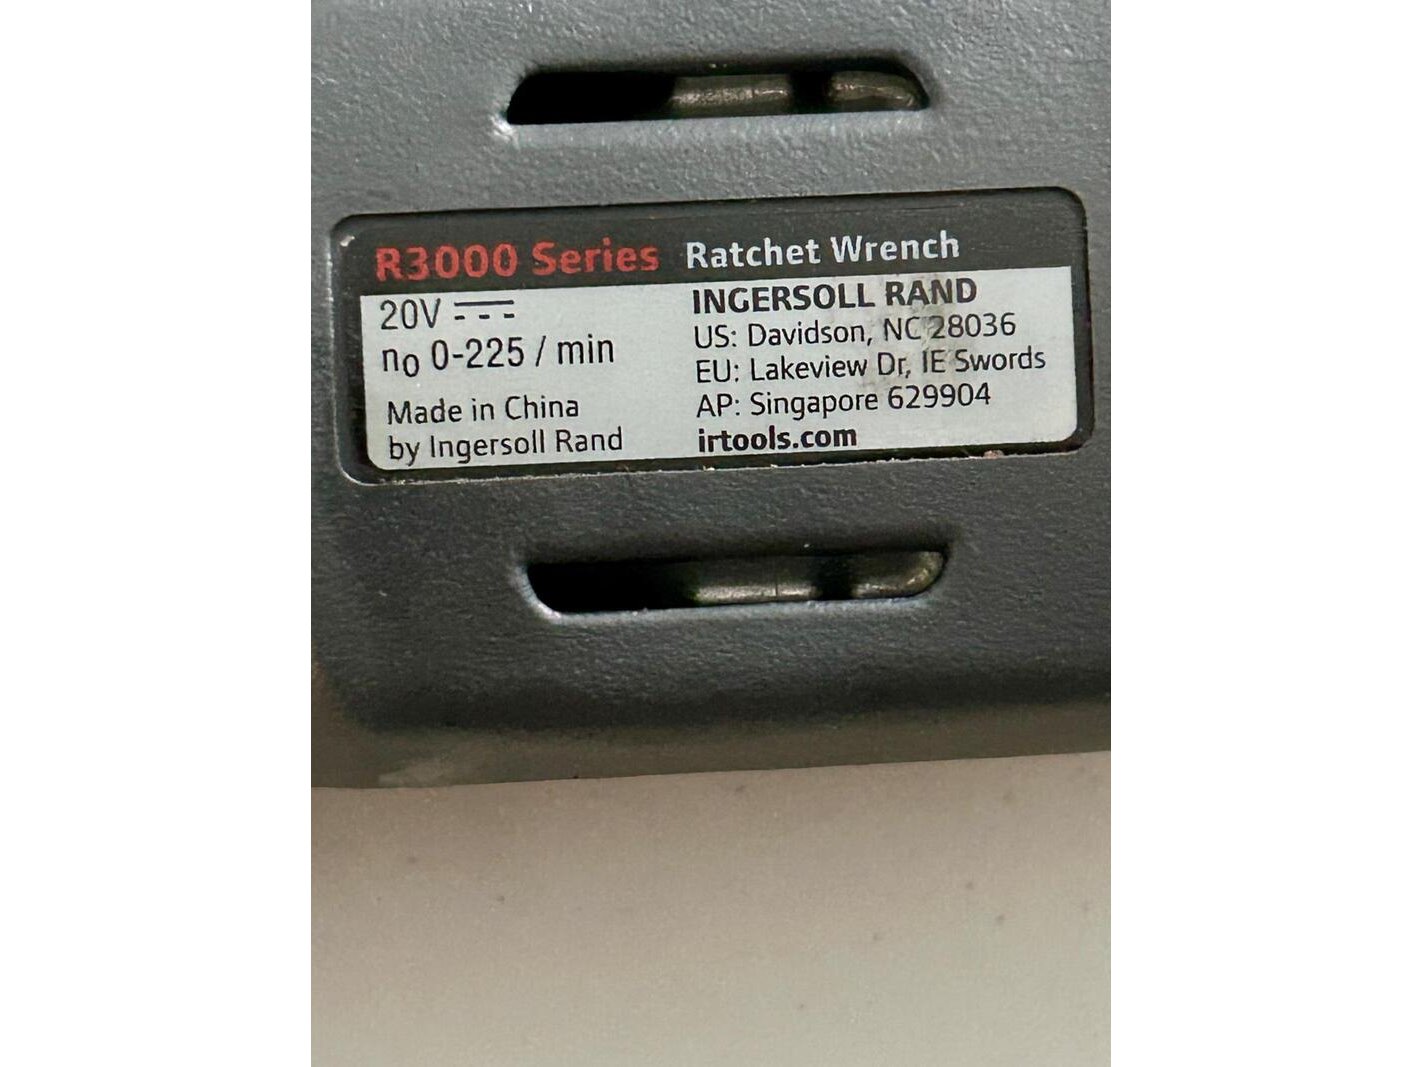 R3000 Series Ratchet Wrench
20V
n₀ 0-225 / min
Made in China
by Ingersoll Rand
INGERSOLL RAND
US: Davidson, NC 28036
EU: Lakeview Dr, IE Swords
AP: Singapore 629904
irtools.com